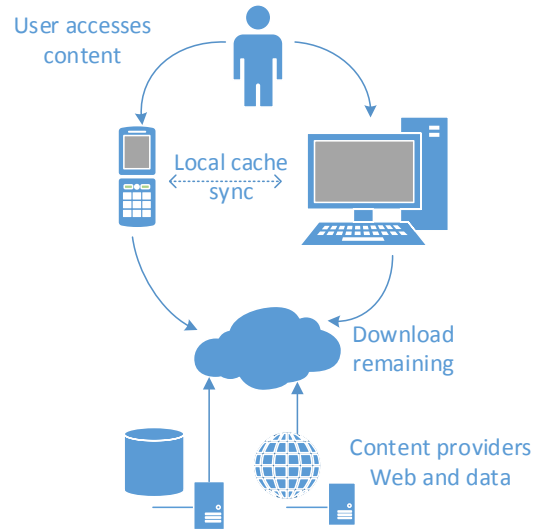 User accesses
content
Local cache
sync
Download
remaining
Content providers
Web and data